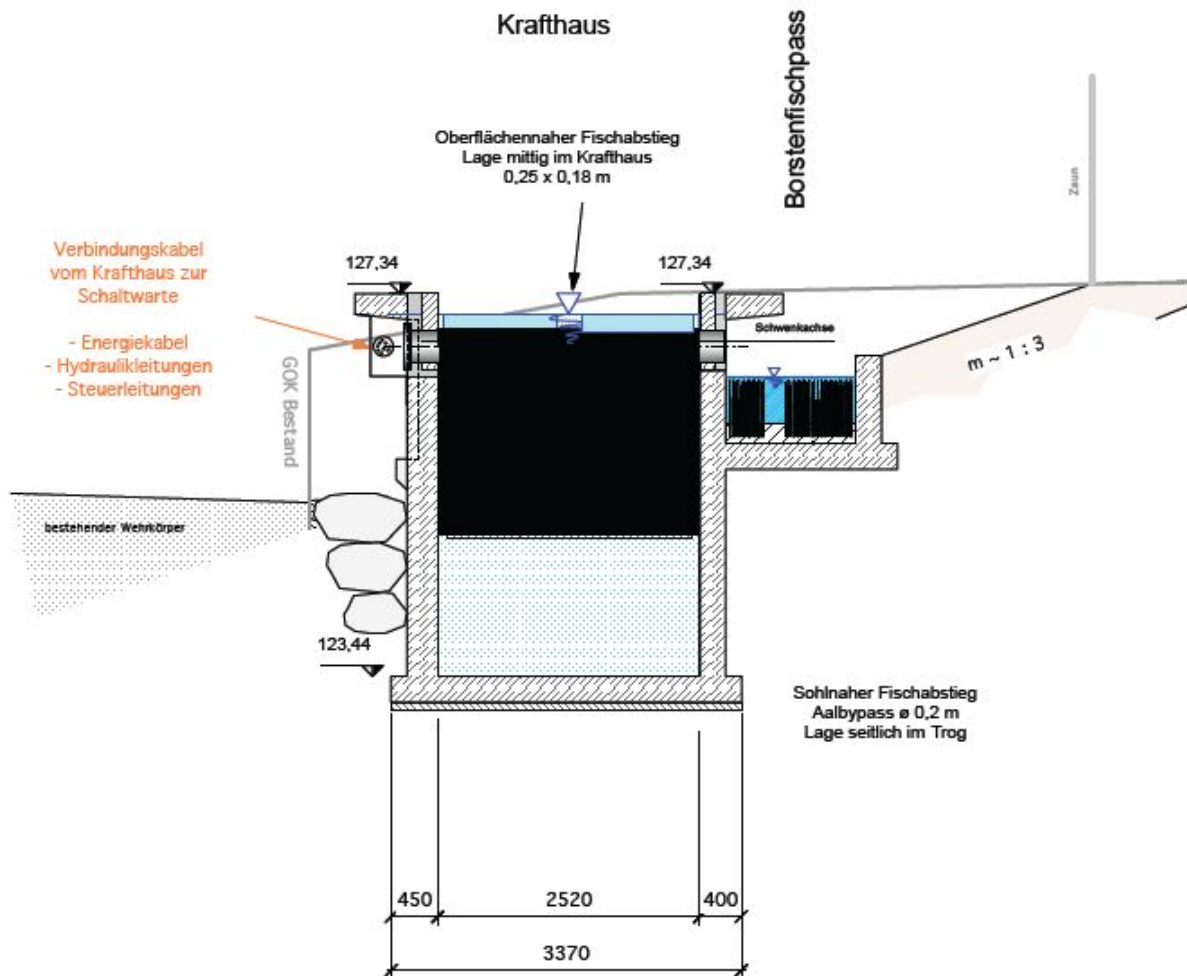 Krafthaus
Borstenfischpass
Oberflächennaher Fischabstieg
Lage mittig im Krafthaus
0,25 x 0,18 m
Zaun
Verbindungskabel
vom Krafthaus zur
Schaltwarte
- Energiekabel
- Hydraulikleitungen
- Steuerleitungen
127,34
127,34
Schwenkachse
m ~ 1 : 3
GOK Bestand
bestehender Wehrkörper
123,44
Sohlnaher Fischabstieg
Aalbypass ø 0,2 m
Lage seitlich im Trog
450
2520
400
3370